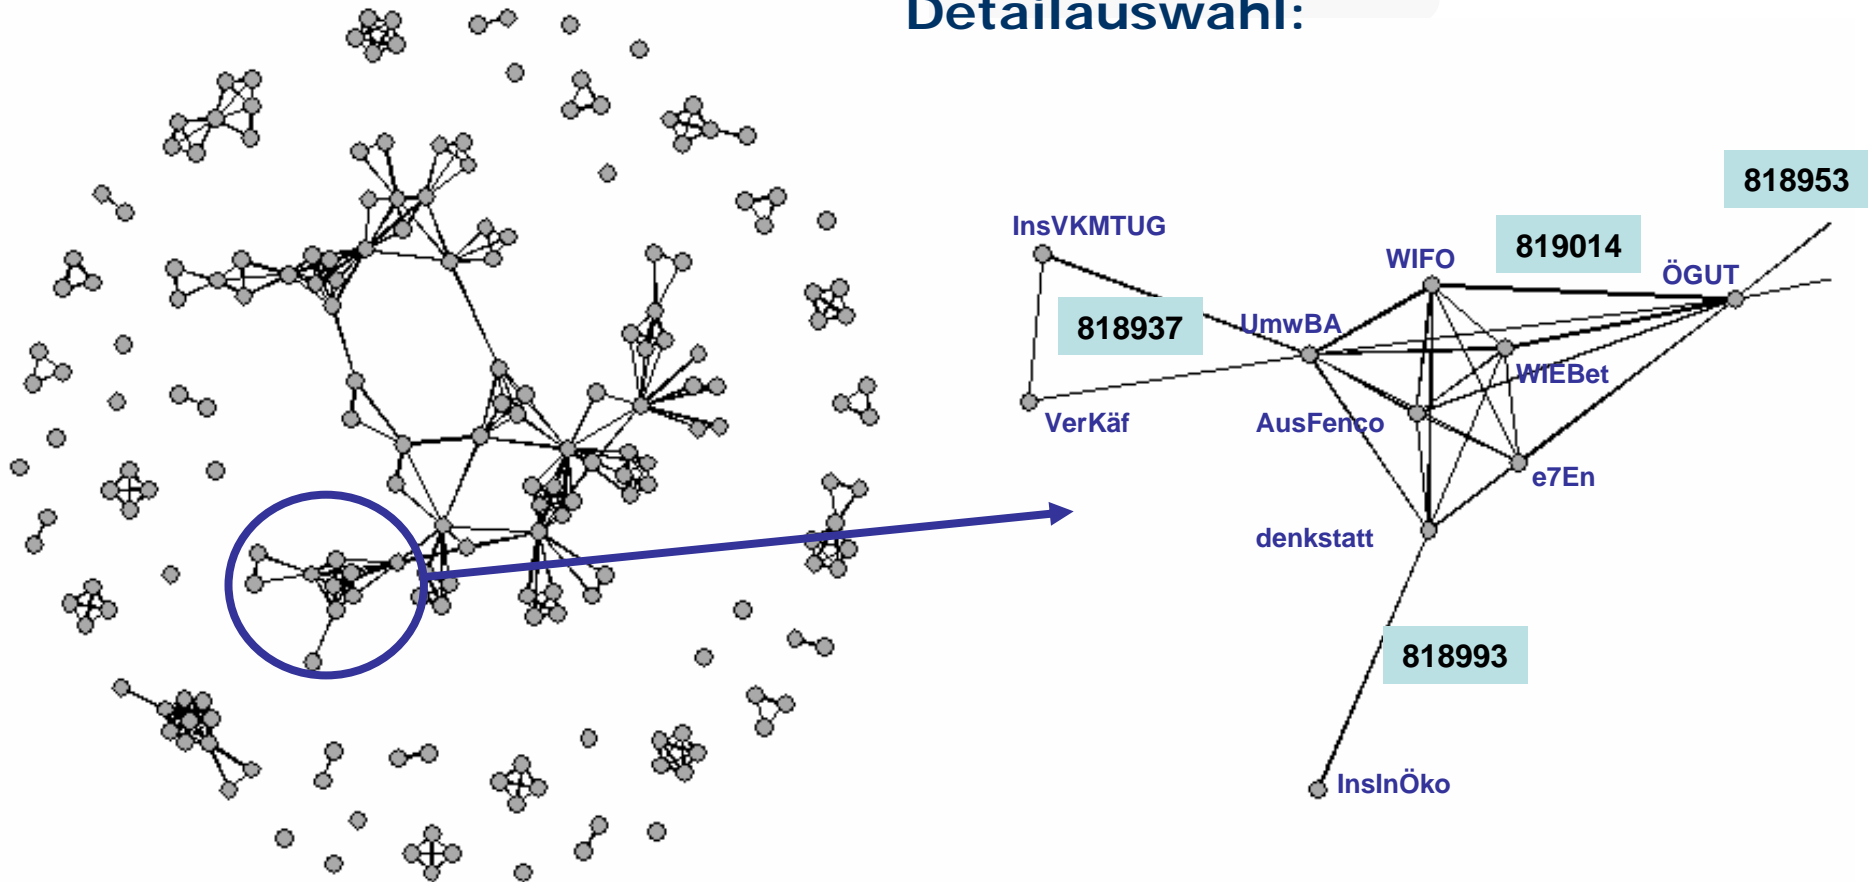 Detailauswahl:
818953
InsVKMTUG
819014
WIFO
ÖGUT
818937
UmwBA
WIEBet
VerKäf
AusFenco
e7En
denkstatt
818993
InsInÖko